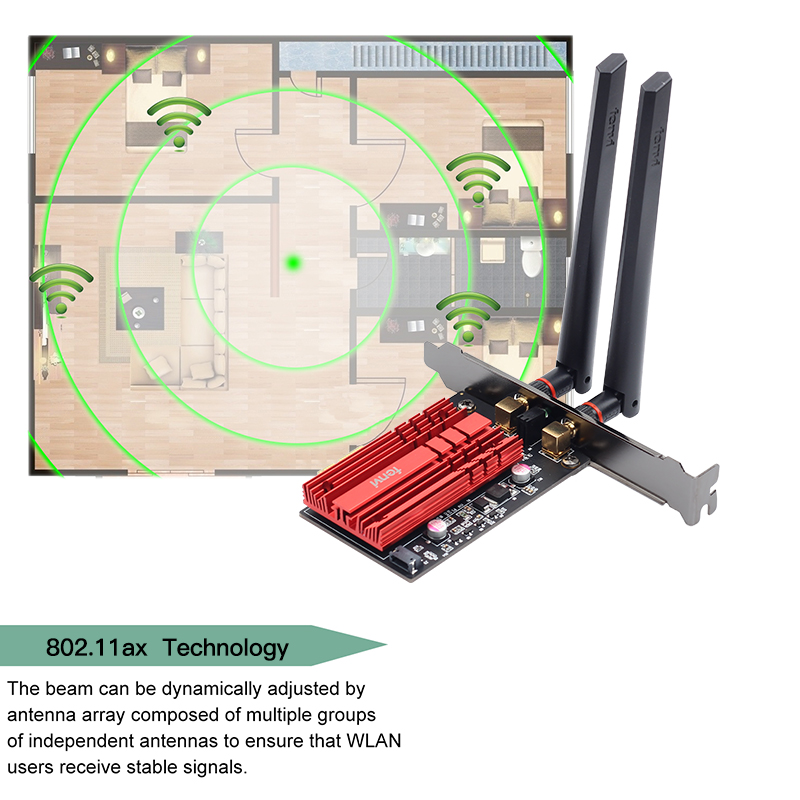 fenvi
fenvi
fenvi
802.11ax Technology
The beam can be dynamically adjusted by
antenna array composed of multiple groups
of independent antennas to ensure that WLAN
users receive stable signals.